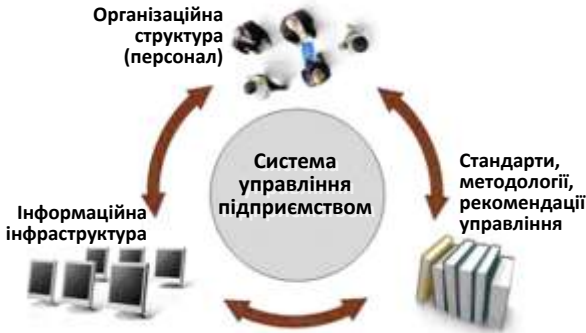 Організаційна
структура
(персонал)
Система
управління
підприємством
Стандарти,
методології,
рекомендації
управління
Інформаційна
інфраструктура